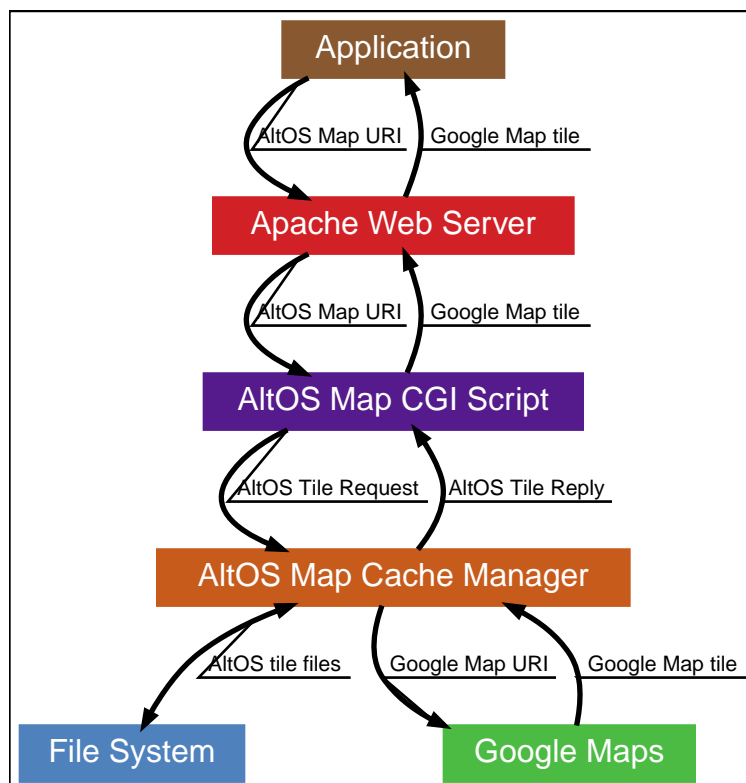 Application
AltOS Map URI
Google Map tile
Apache Web Server
AltOS Map URI
Google Map tile
AltOS Map CGI Script
AltOS Tile Request
AltOS Tile Reply
AltOS Map Cache Manager
AltOS tile files
Google Map URI
Google Map tile
File System
Google Maps